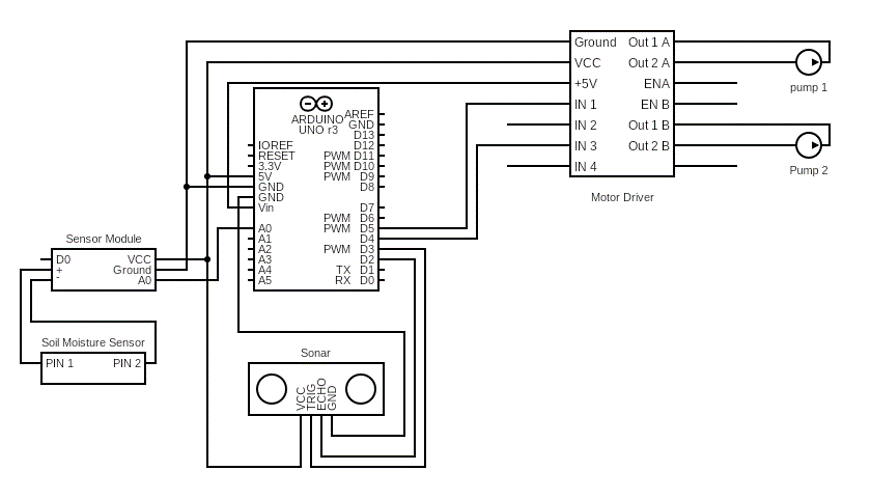 Ground Out 1 A
VCC Out 2 A
+5V ENA
IN 1 EN B
IN 2 Out 1 B
IN 3 Out 2 B
IN 4
Motor Driver
pump 1
Pump 2
ARDUINO
UNO r3
AREF
GND
D13
IOREF D12
RESET PWM D11
3.3V PWM D10
5V PWM D9
GND D8
GND
Vin D7
PWM D6
A0 PWM D5
A1 D4
A2 PWM D3
A3 D2
A4 TX D1
A5 RX D0
Sensor Module
D0 VCC
+ Ground
- A0
Soil Moisture Sensor
PIN 1 PIN 2
Sonar
VCC
TRIG
ECHO
GND